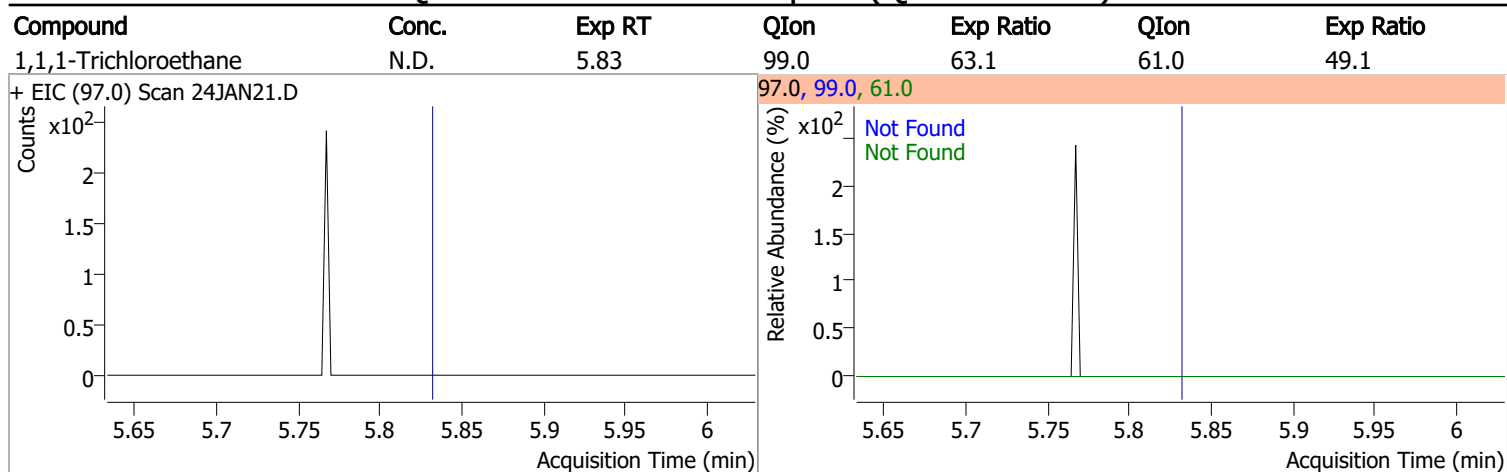 Compound Conc. Exp RT QIon Exp Ratio QIon Exp Ratio
1,1,1-Trichloroethane N.D. 5.83 99.0 63.1 61.0 49.1
+ EIC (97.0) Scan 24JAN21.D
Counts
x10²
2
1.5
1
0.5
0
5.65 5.7 5.75 5.8 5.85 5.9 5.95 6
Acquisition Time (min)
97.0, 99.0, 61.0
Relative Abundance (%)
x10²
Not Found
Not Found
2
1.5
1
0.5
0
5.65 5.7 5.75 5.8 5.85 5.9 5.95 6
Acquisition Time (min)